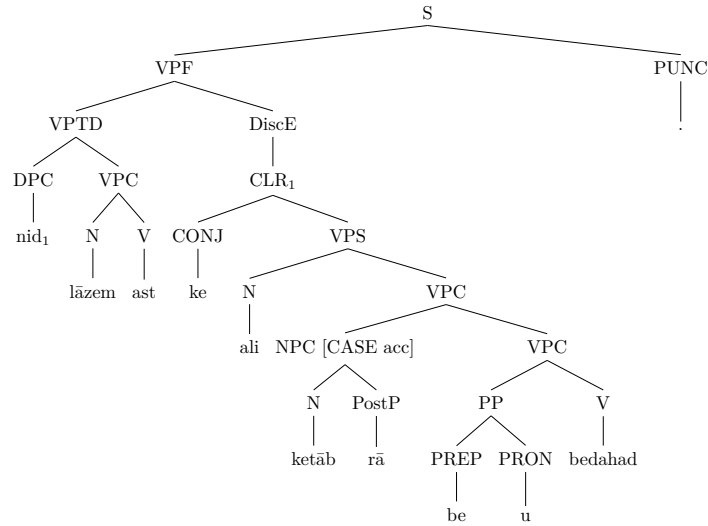 S
VPF PUNC
VPTD DiscE .
DPC VPC CLR₁
nid₁ N V CONJ VPS
lāzem ast ke N VPC
ali NPC [CASE acc] VPC
N PostP PP V
ketāb rā PREP PRON bedahad
be u